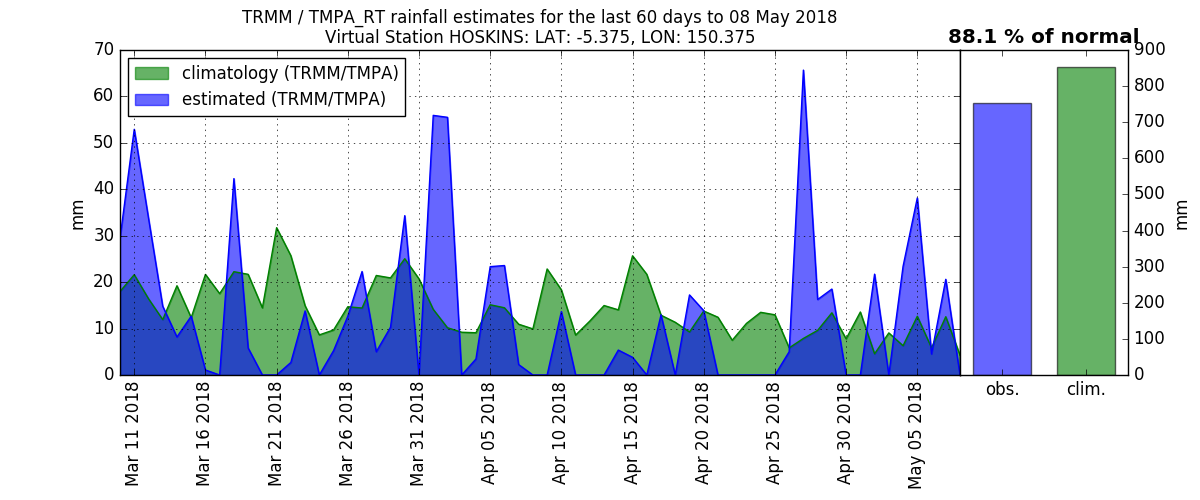 TRMM / TMPA_RT rainfall estimates for the last 60 days to 08 May 2018
Virtual Station HOSKINS: LAT: -5.375, LON: 150.375
88.1 % of normal
climatology (TRMM/TMPA)
estimated (TRMM/TMPA)
70
60
50
40
30
20
10
0
mm
Mar 11 2018
Mar 16 2018
Mar 21 2018
Mar 26 2018
Mar 31 2018
Apr 05 2018
Apr 10 2018
Apr 15 2018
Apr 20 2018
Apr 25 2018
Apr 30 2018
May 05 2018
obs.
clim.
900
800
700
600
500
400
300
200
100
0
mm